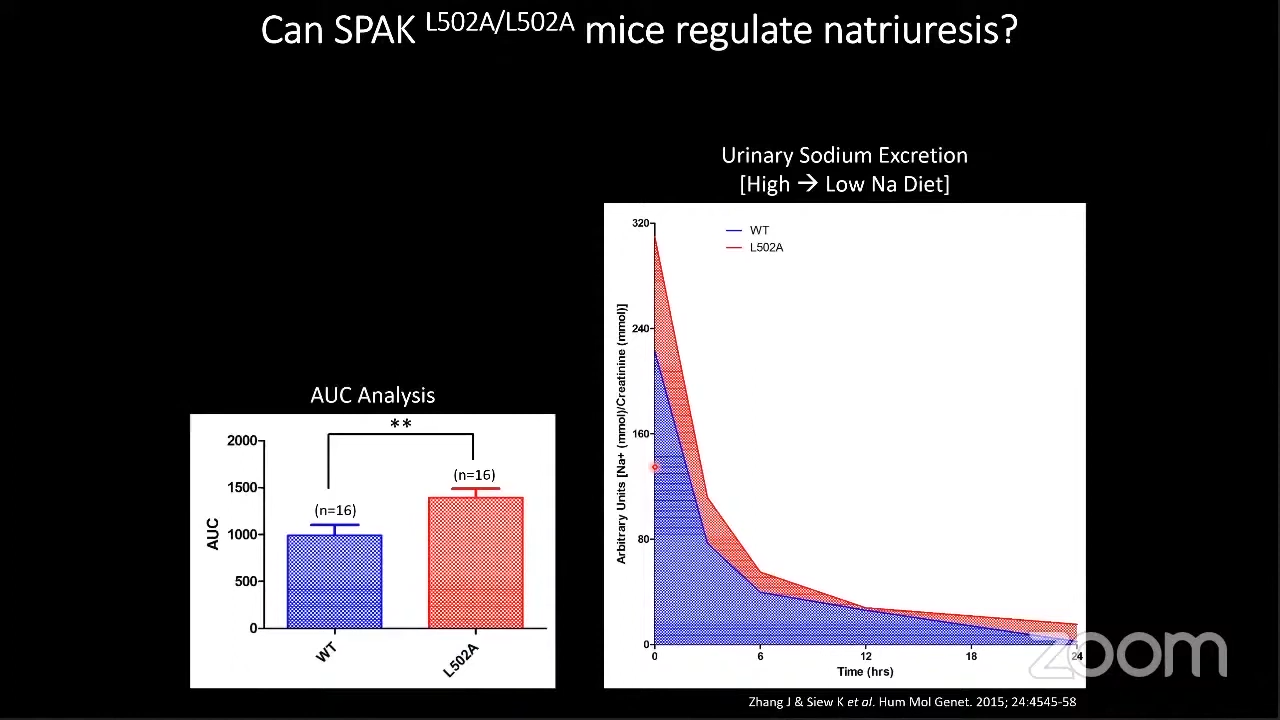 Can SPAK L502A/L502A mice regulate natriuresis?
Urinary Sodium Excretion
[High → Low Na Diet]
320
240
160
80
0
WT
L502A
Arbitrary Units [Na+ (mmol)/Creatinine (mmol)]
0
6
12
18
24
Time (hrs)
AUC Analysis
**
2000
1500
1000
500
0
AUC
(n=16)
(n=16)
WT
L502A
zoom
Zhang J & Siew K et al. Hum Mol Genet. 2015; 24:4545-58